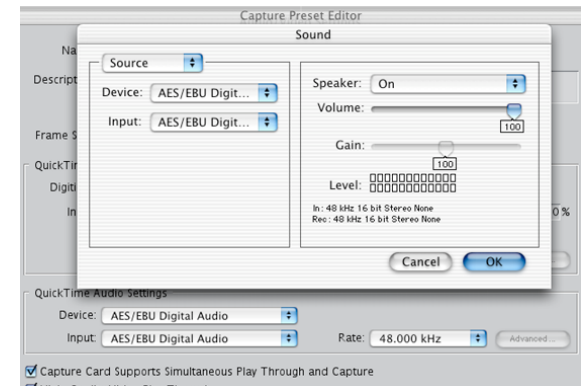 Capture Preset Editor
Sound
Na
Source
Descript
Device: AES/EBU Digit...
Input: AES/EBU Digit...
Speaker: On
Volume:
100
Frame S
Gain:
100
QuickTim
Level:
Digiti
In: 48 kHz 16 bit Stereo None
Rec: 48 kHz 16 bit Stereo None
In
0 %
Cancel
OK
QuickTime Audio Settings
Device: AES/EBU Digital Audio
Input: AES/EBU Digital Audio
Rate: 48.000 kHz
Advanced...
Capture Card Supports Simultaneous Play Through and Capture